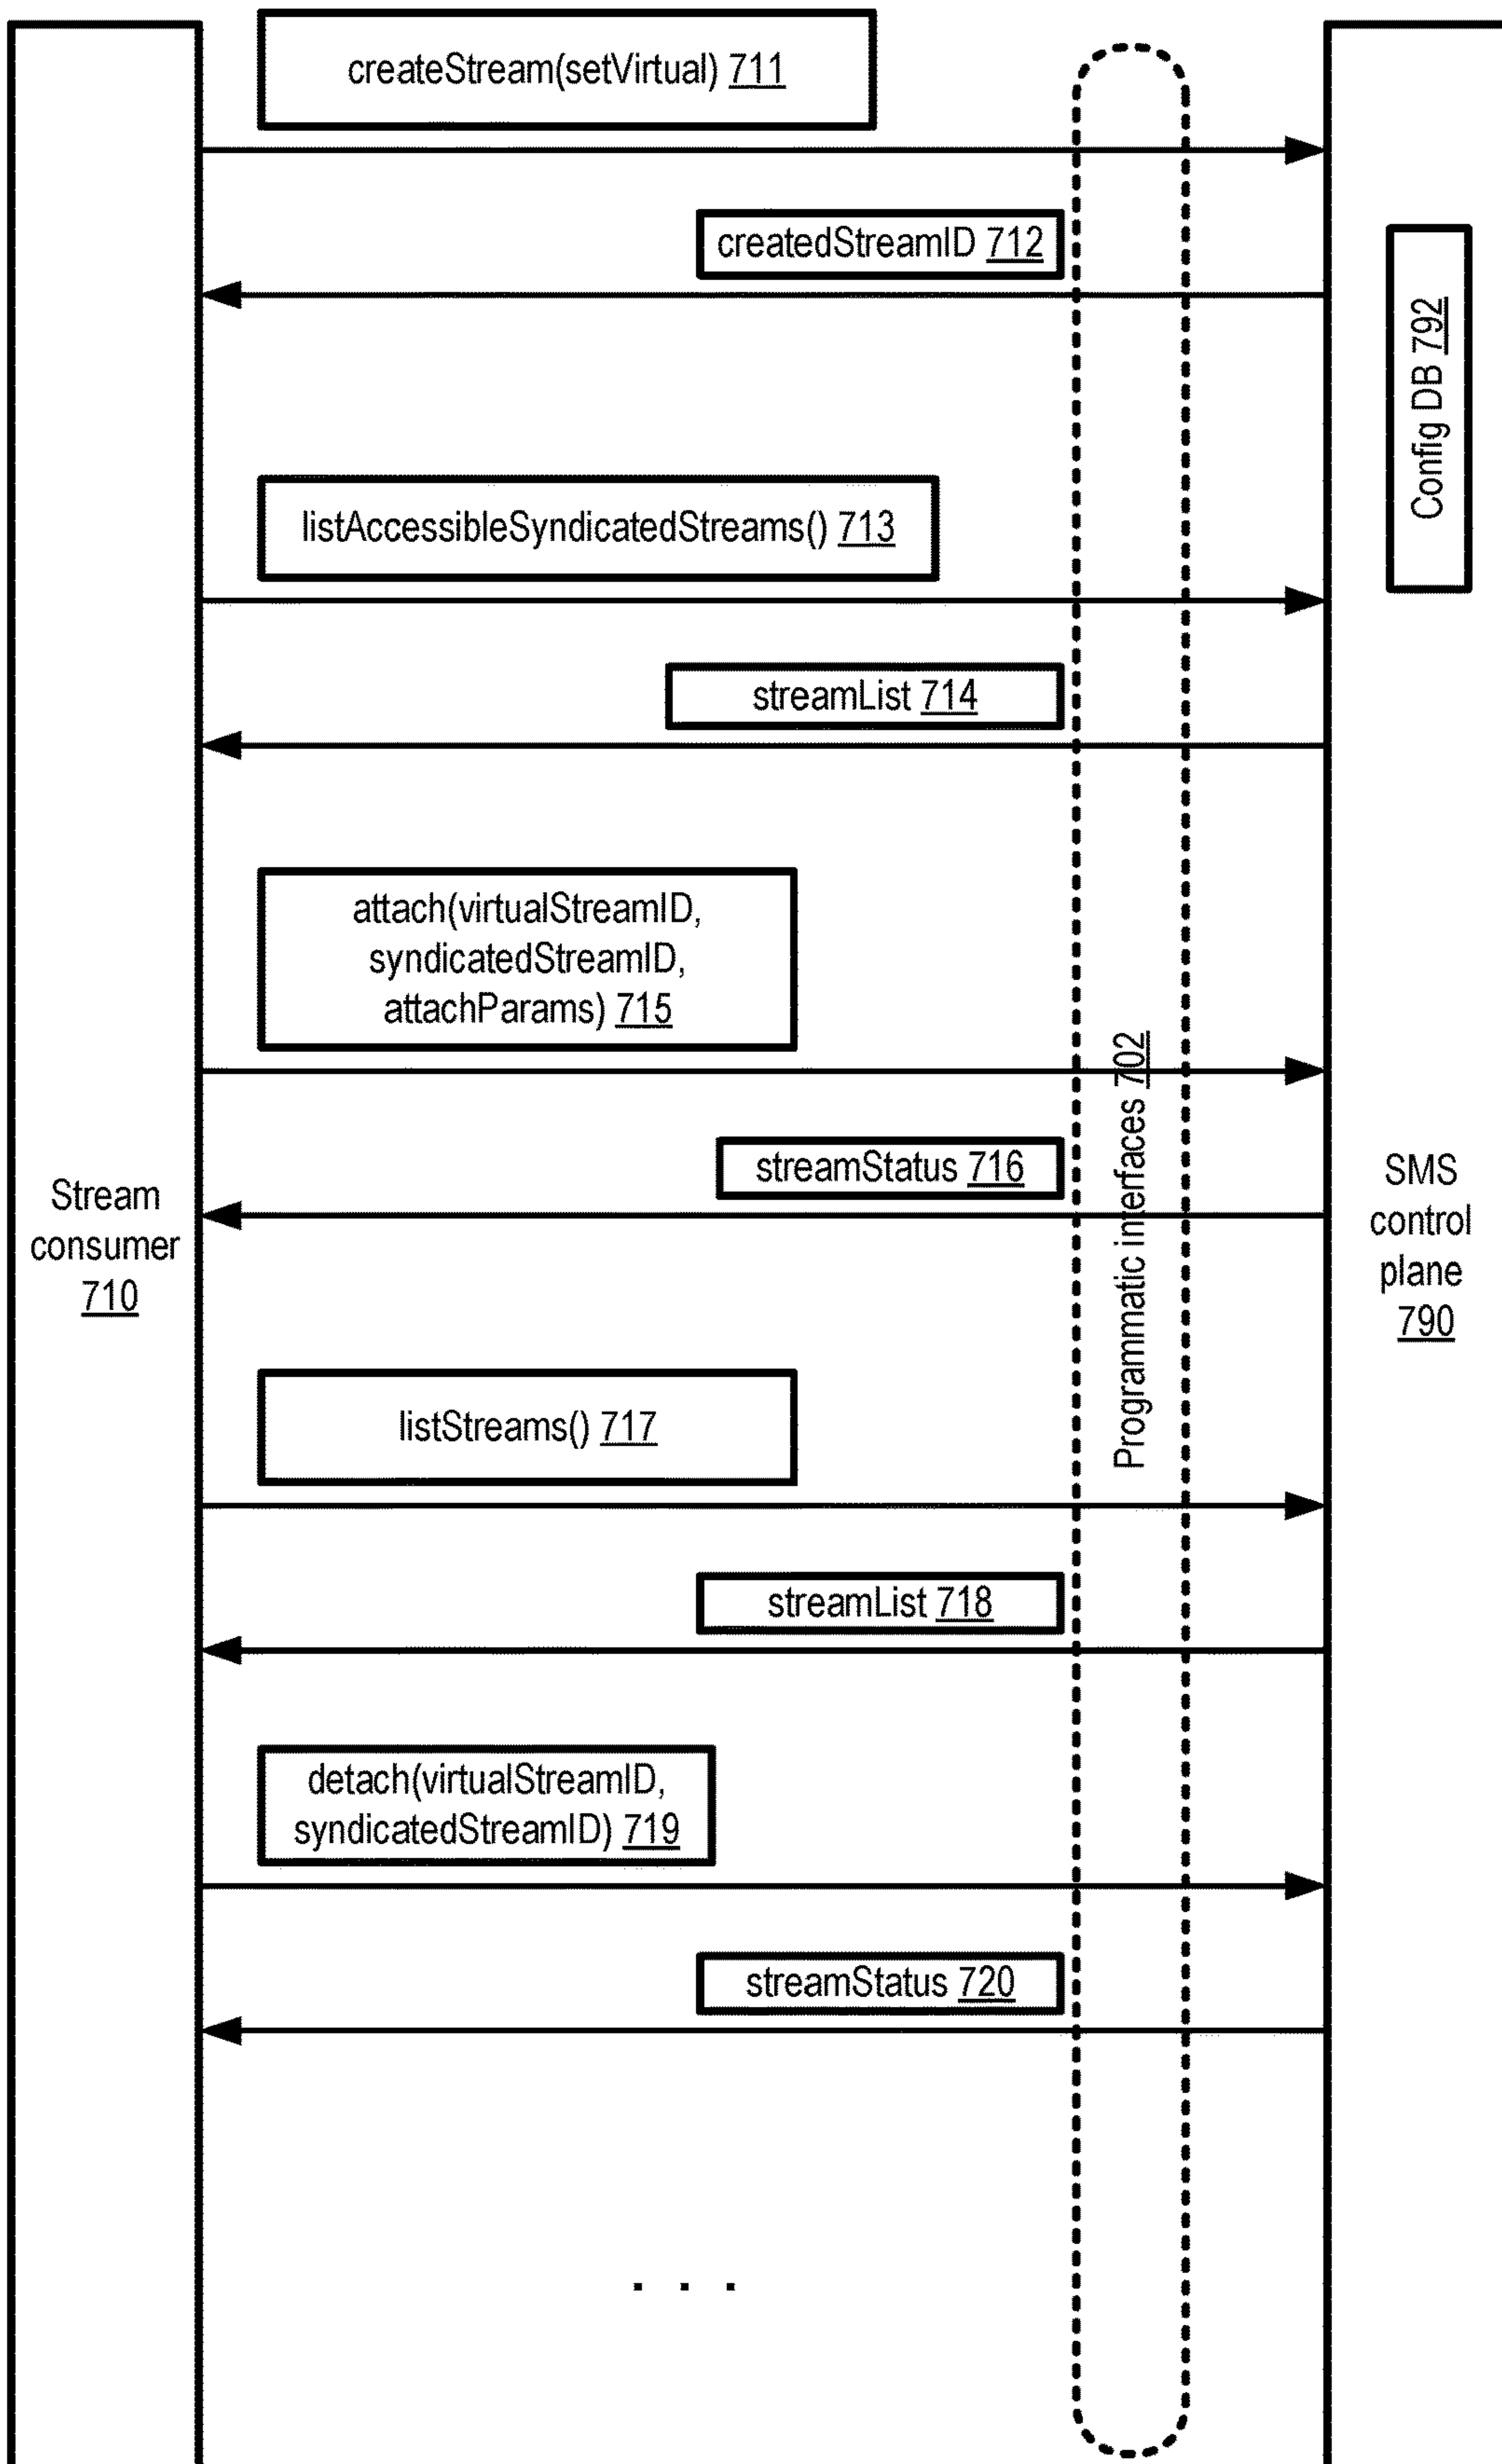 createStream(setVirtual) 711
createdStreamID 712
Config DB 792
listAccessibleSyndicatedStreams() 713
streamList 714
attach(virtualStreamID,
syndicatedStreamID,
attachParams) 715
Programmatic interfaces 702
streamStatus 716
Stream
consumer
710
SMS
control
plane
790
listStreams() 717
streamList 718
detach(virtualStreamID,
syndicatedStreamID) 719
streamStatus 720
. . .